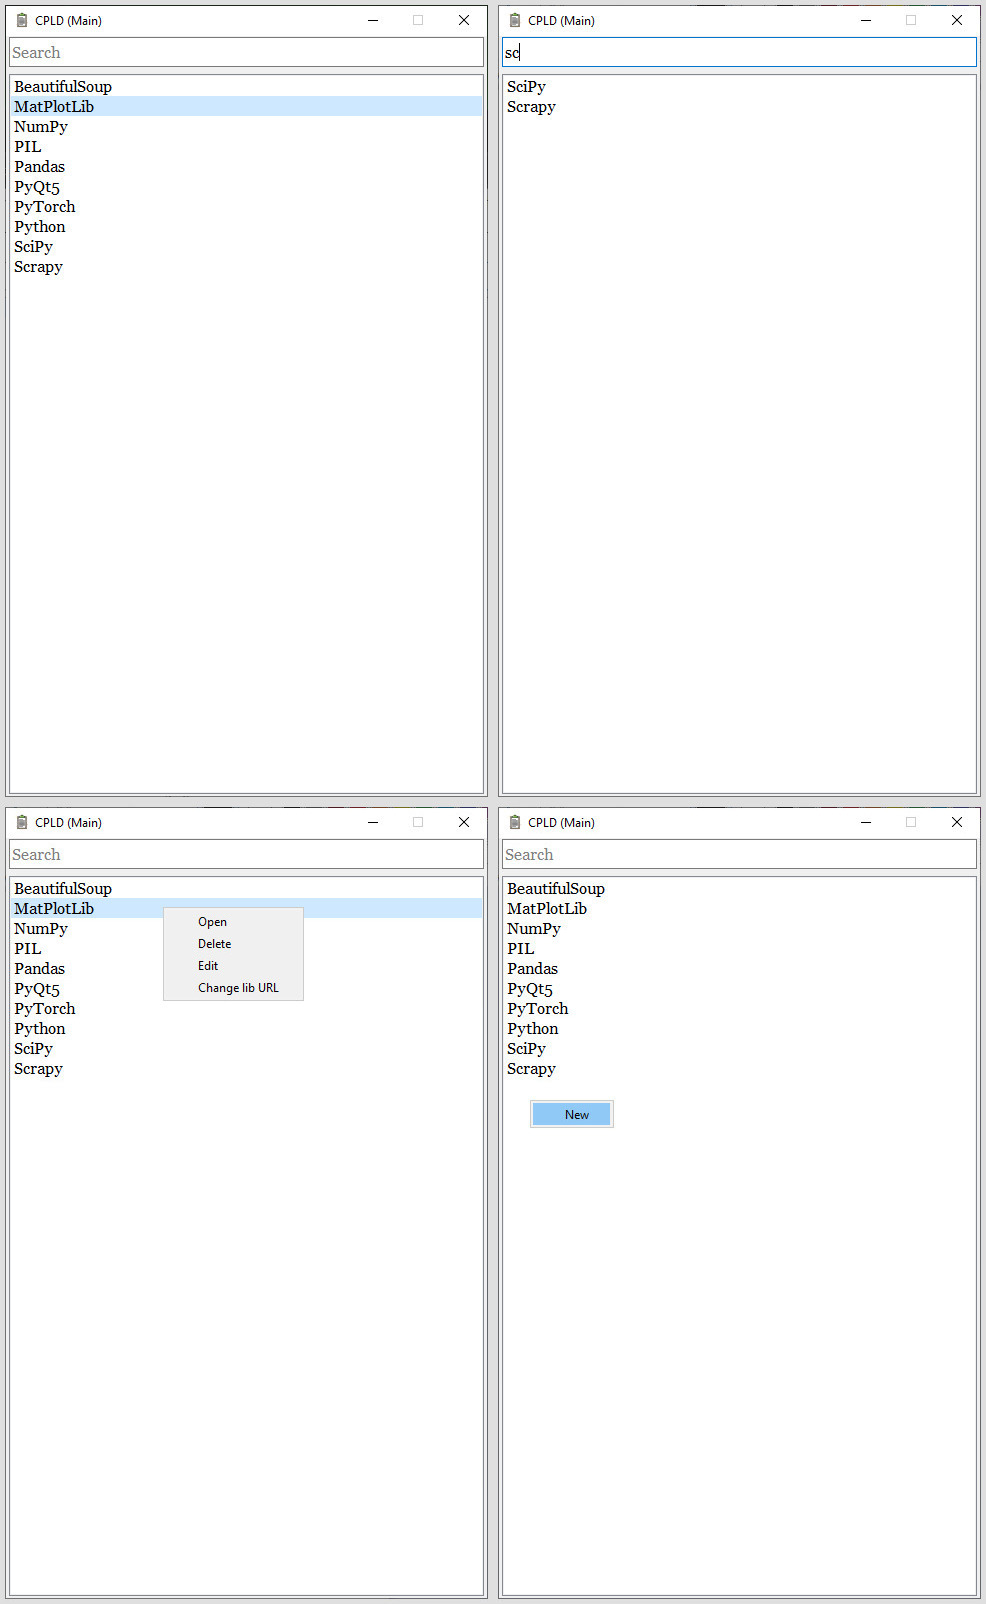 CPLD (Main)
Search
BeautifulSoup
MatPlotLib
NumPy
PIL
Pandas
PyQt5
PyTorch
Python
SciPy
Scrapy
CPLD (Main)
sc
SciPy
Scrapy
CPLD (Main)
Search
BeautifulSoup
MatPlotLib
NumPy
PIL
Pandas
PyQt5
PyTorch
Python
SciPy
Scrapy
Open
Delete
Edit
Change lib URL
CPLD (Main)
Search
BeautifulSoup
MatPlotLib
NumPy
PIL
Pandas
PyQt5
PyTorch
Python
SciPy
Scrapy
New